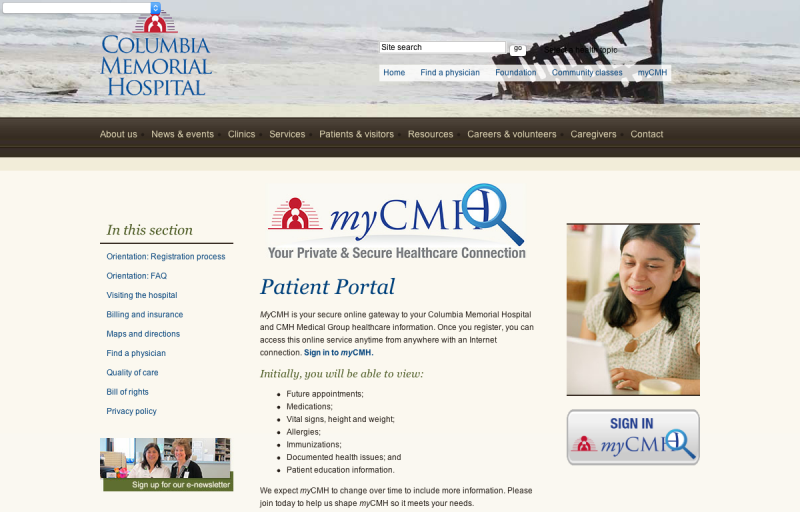 COLUMBIA
MEMORIAL
HOSPITAL
Site search
go
Select a health topic
Home Find a physician Foundation Community classes myCMH
About us News & events Clinics Services Patients & visitors Resources Careers & volunteers Caregivers Contact
In this section
Orientation: Registration process
Orientation: FAQ
Visiting the hospital
Billing and insurance
Maps and directions
Find a physician
Quality of care
Bill of rights
Privacy policy
Sign up for our e-newsletter
myCMH
Your Private & Secure Healthcare Connection
Patient Portal
MyCMH is your secure online gateway to your Columbia Memorial Hospital
and CMH Medical Group healthcare information. Once you register, you can
access this online service anytime from anywhere with an Internet
connection. Sign in to myCMH.
Initially, you will be able to view:
• Future appointments;
• Medications;
• Vital signs, height and weight;
• Allergies;
• Immunizations;
• Documented health issues; and
• Patient education information.
We expect myCMH to change over time to include more information. Please
join today to help us shape myCMH so it meets your needs.
SIGN IN
myCMH